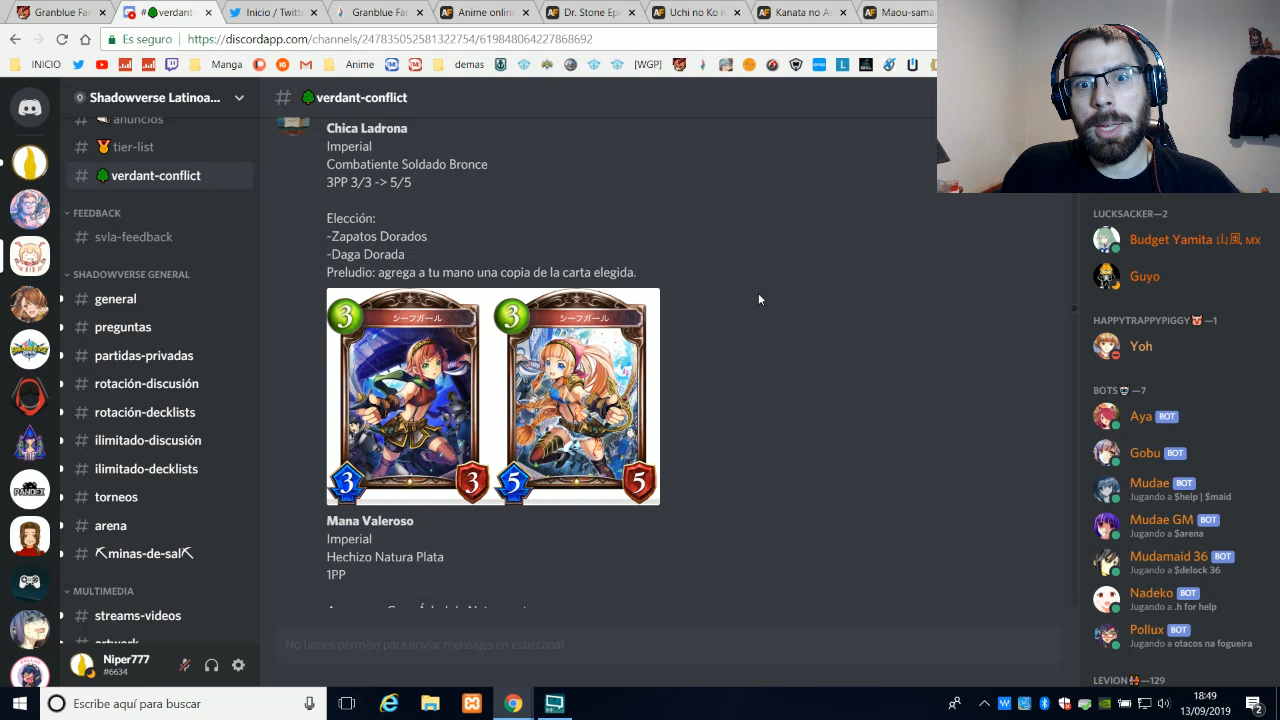 Granblue Fa
#🌳verdant-
Inicio / Twitte
Granblue Fa
Anime online
Dr. Stone Epi
Uchi no Ko n
Kanata no As
Maou-sama,
Es seguro
https://discordapp.com/channels/247835052581322754/619848064227868692
INICIO
Manga
Anime
demas
[WGP]
Shadowverse Latinoa...
# anuncios
# 🏅 tier-list
# 🌳 verdant-conflict
FEEDBACK
# svla-feedback
SHADOWVERSE GENERAL
# general
# preguntas
# partidas-privadas
# rotación-discusión
# rotación-decklists
# ilimitado-discusión
# ilimitado-decklists
# torneos
# arena
# ⛏minas-de-sal⛏
MULTIMEDIA
# streams-videos
# artwork
Niper777
#6634
# 🌳verdant-conflict
Chica Ladrona
Imperial
Combatiente Soldado Bronce
3PP 3/3 -> 5/5
Elección:
-Zapatos Dorados
-Daga Dorada
Preludio: agrega a tu mano una copia de la carta elegida.
3 シーフガール
3 3
3 シーフガール
5 5
Mana Valeroso
Imperial
Hechizo Natura Plata
1PP
No tienes permiso para enviar mensajes en este canal.
LUCKSACKER—2
Budget Yamita 山風 MX
Guyo
HAPPYTRAPPYPIGGY🐷—1
Yoh
BOTS—7
Aya BOT
Gobu BOT
Mudae BOT
Jugando a $help | $maid
Mudae GM BOT
Jugando a $arena
Mudamaid 36 BOT
Jugando a $delock 36
Nadeko BOT
Jugando a .h for help
Pollux BOT
Jugando a otacos na fogueira
LEVION—129
Escribe aquí para buscar
18:49
13/09/2019
2